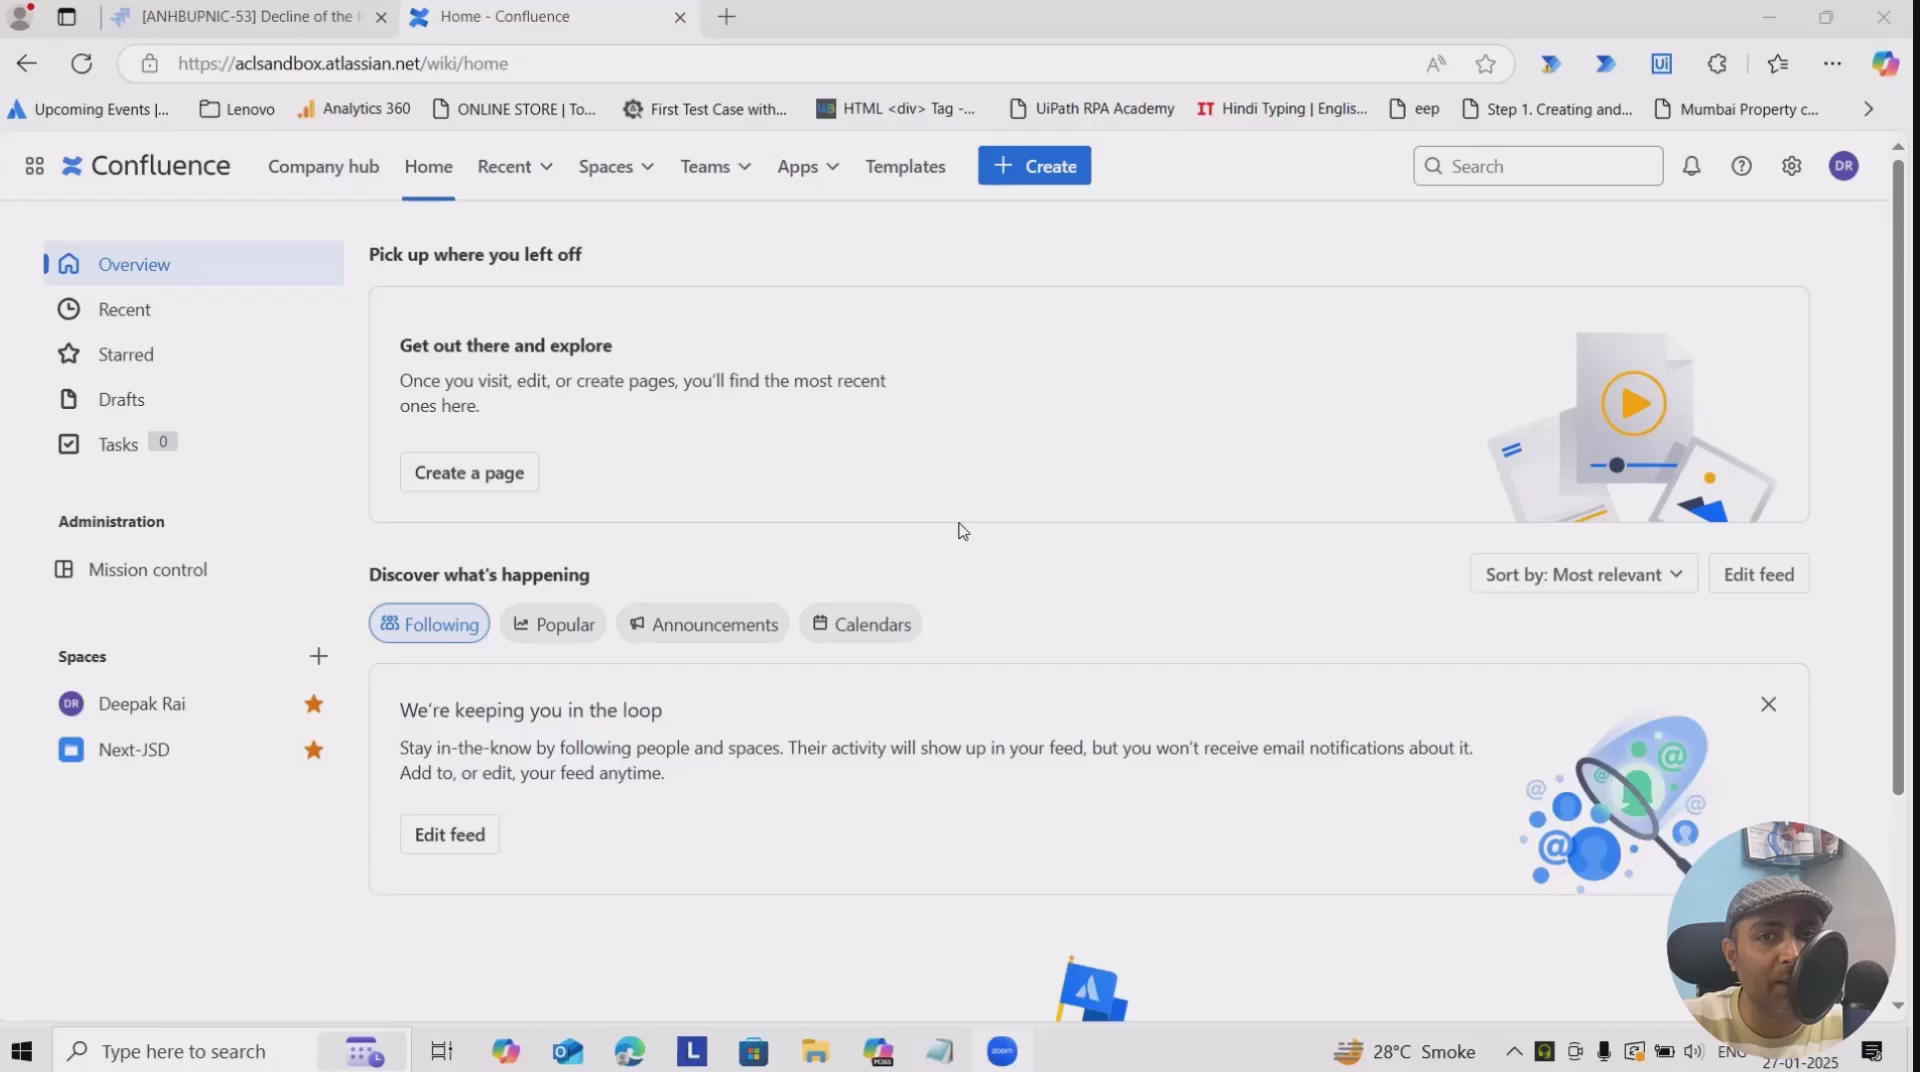 [ANHBUPNIC-53] Decline of the
Home - Confluence
https://aclsandbox.atlassian.net/wiki/home
Upcoming Events |...
Lenovo
Analytics 360
ONLINE STORE | To...
First Test Case with...
HTML <div> Tag -...
UiPath RPA Academy
IT Hindi Typing | Englis...
eep
Step 1. Creating and...
Mumbai Property c...
Confluence
Company hub
Home
Recent
Spaces
Teams
Apps
Templates
+ Create
Search
DR
Overview
Recent
Starred
Drafts
Tasks 0
Administration
Mission control
Spaces
DR Deepak Rai
Next-JSD
Pick up where you left off
Get out there and explore
Once you visit, edit, or create pages, you'll find the most recent
ones here.
Create a page
Discover what's happening
Sort by: Most relevant
Edit feed
Following
Popular
Announcements
Calendars
We're keeping you in the loop
Stay in-the-know by following people and spaces. Their activity will show up in your feed, but you won't receive email notifications about it.
Add to, or edit, your feed anytime.
Edit feed
Type here to search
L
zoom
28°C Smoke
ENG
27-01-2025